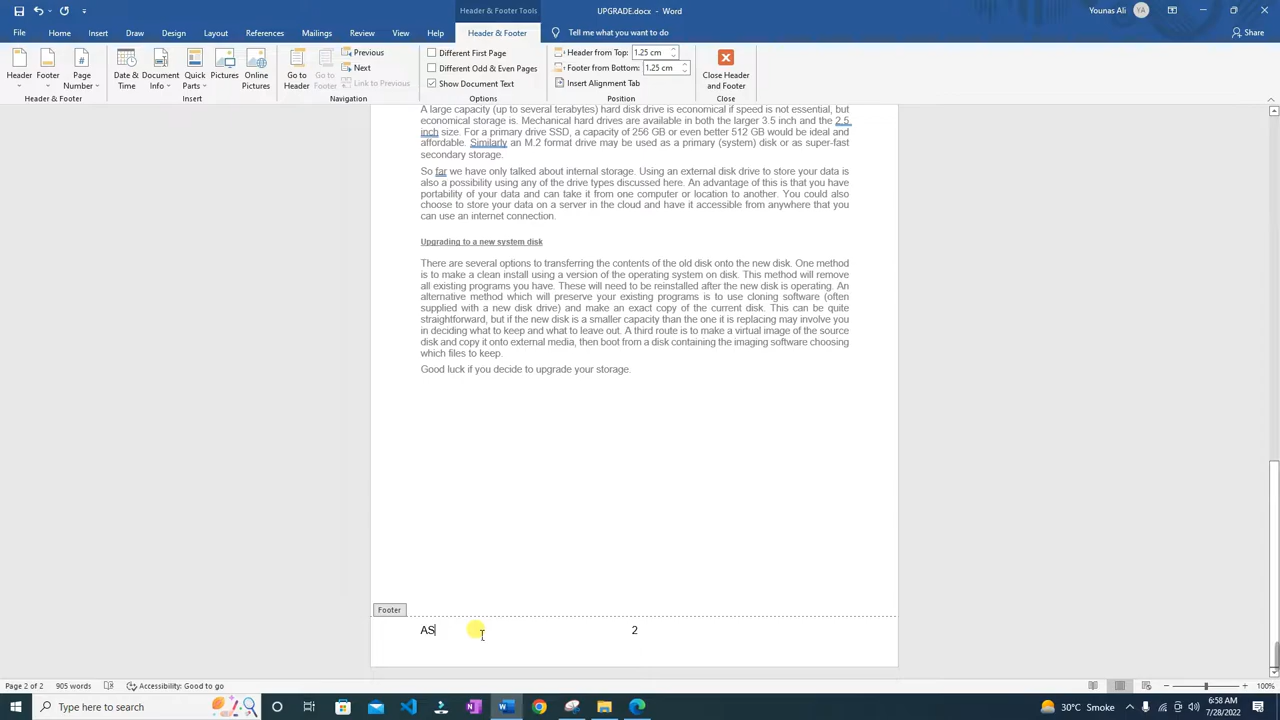 Header & Footer Tools
UPGRADE.docx - Word
Younas Ali YA
File Home Insert Draw Design Layout References Mailings Review View Help Header & Footer Tell me what you want to do Share
Header Footer Page Number
Header & Footer
Date & Time Document Info Quick Parts Pictures Online Pictures
Insert
Go to Header Go to Footer Previous Next Link to Previous
Navigation
Different First Page
Different Odd & Even Pages
Show Document Text
Options
Header from Top: 1.25 cm
Footer from Bottom: 1.25 cm
Insert Alignment Tab
Position
Close Header and Footer
Close
A large capacity (up to several terabytes) hard disk drive is economical if speed is not essential, but
economical storage is. Mechanical hard drives are available in both the larger 3.5 inch and the 2.5
inch size. For a primary drive SSD, a capacity of 256 GB or even better 512 GB would be ideal and
affordable. Similarly an M.2 format drive may be used as a primary (system) disk or as super-fast
secondary storage.
So far we have only talked about internal storage. Using an external disk drive to store your data is
also a possibility using any of the drive types discussed here. An advantage of this is that you have
portability of your data and can take it from one computer or location to another. You could also
choose to store your data on a server in the cloud and have it accessible from anywhere that you
can use an internet connection.
Upgrading to a new system disk
There are several options to transferring the contents of the old disk onto the new disk. One method
is to make a clean install using a version of the operating system on disk. This method will remove
all existing programs you have. These will need to be reinstalled after the new disk is operating. An
alternative method which will preserve your existing programs is to use cloning software (often
supplied with a new disk drive) and make an exact copy of the current disk. This can be quite
straightforward, but if the new disk is a smaller capacity than the one it is replacing may involve you
in deciding what to keep and what to leave out. A third route is to make a virtual image of the source
disk and copy it onto external media, then boot from a disk containing the imaging software choosing
which files to keep.
Good luck if you decide to upgrade your storage.
Footer
AS 2
Page 2 of 2 905 words Accessibility: Good to go 100%
Type here to search 30°C Smoke 6:58 AM
7/28/2022